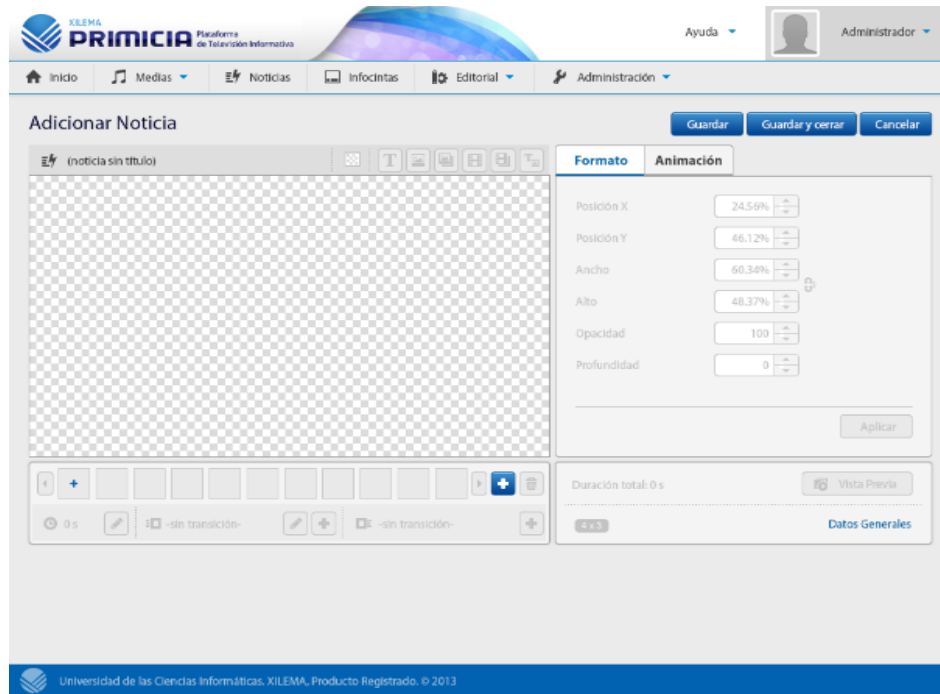 XILEMA
PRIMICIA Plataforma de Televisión Informativa
Ayuda
Administrador
Inicio Medias Noticias Infocintas Editorial Administración
Adicionar Noticia
Guardar Guardar y cerrar Cancelar
(noticia sin título)
T T
Formato Animación
Posición X 24.56%
Posición Y 46.12%
Ancho 60.34%
Alto 48.37%
Opacidad 100
Profundidad 0
Aplicar
Duración total: 0 s Vista Previa
0 s -sin transición- -sin transición-
4 x 3 Datos Generales
Universidad de las Ciencias Informáticas. XILEMA, Producto Registrado. © 2013